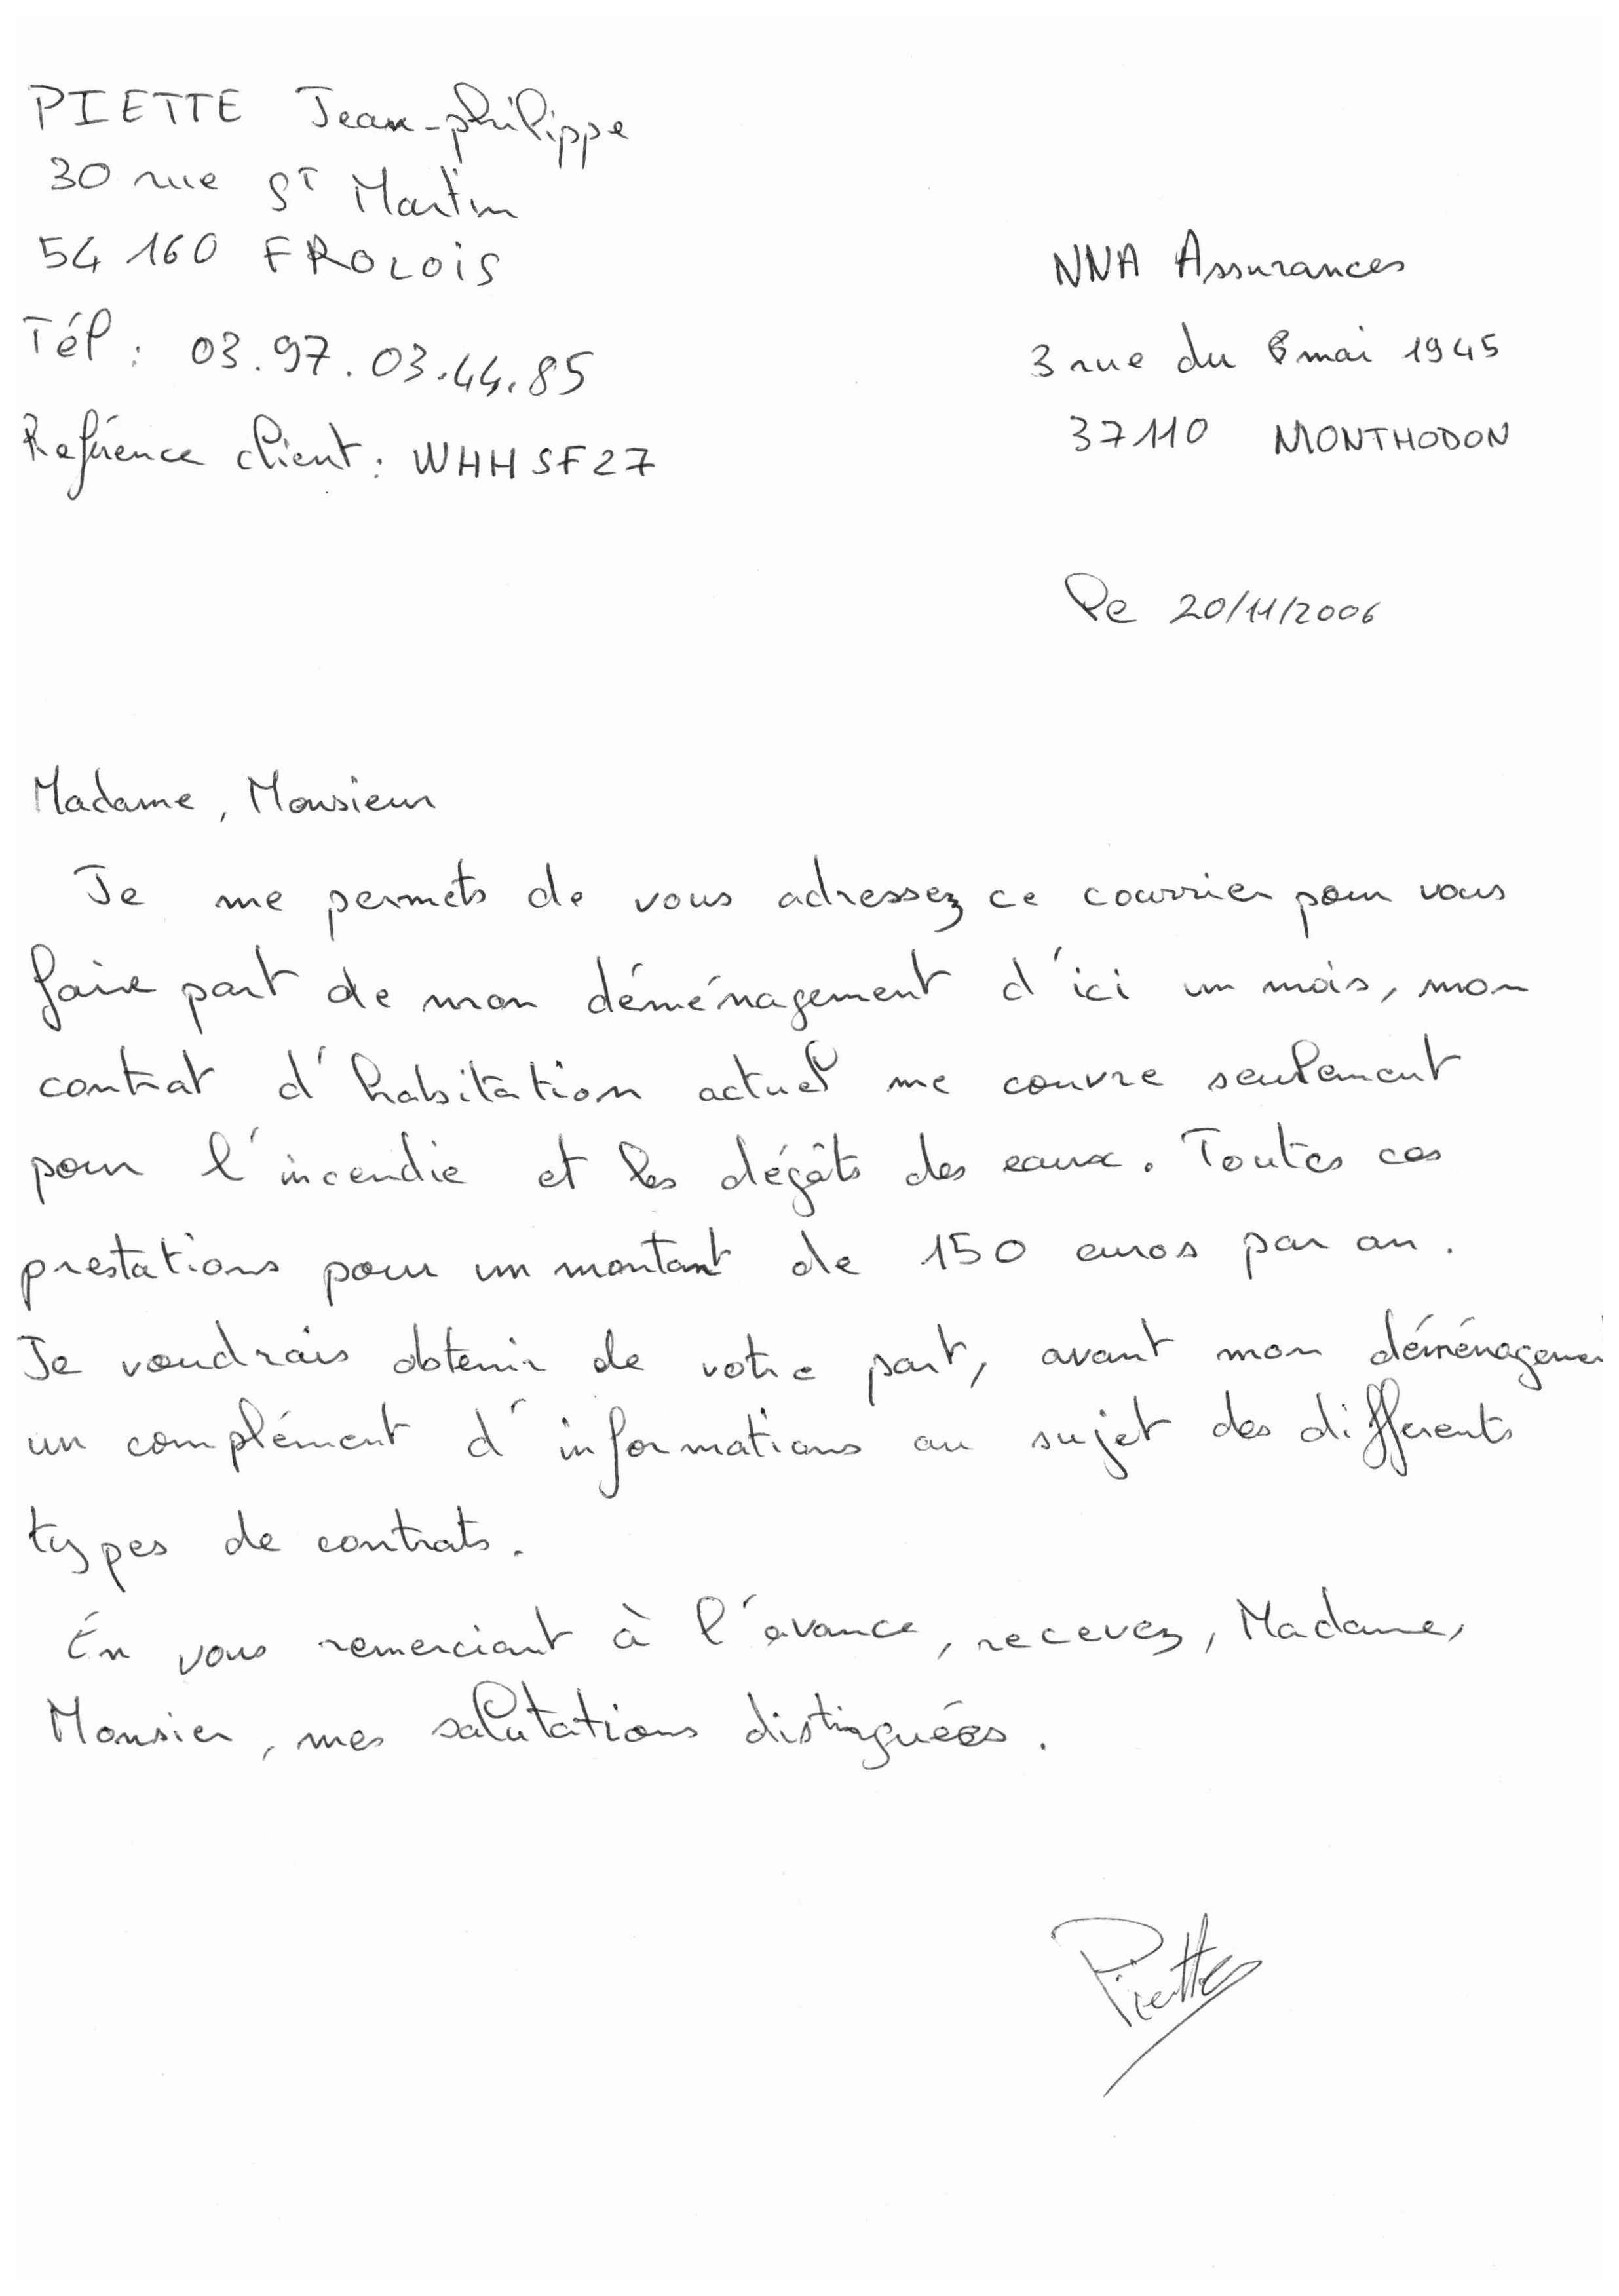 PIETTE Jean-philippe
30 rue St Martin
54 160 FROLOIS
Tél : 03.97.03.44.85
Reférence client : WHHSF27
NNA Assurances
3 rue du 8 mai 1945
37110 MONTHODON
le 20/11/2006
Madame, Monsieur
Je me permets de vous adressez ce courrier pour vous
faire part de mon déménagement d'ici un mois, mon
contrat d'habitation actuel me couvre seulement
pour l'incendie et les dégâts des eaux. Toutes ces
prestations pour un montant de 150 euros par an.
Je voudrais obtenir de votre part, avant mon déménagemen
un complément d'informations au sujet des differents
types de contrats.
En vous remerciant à l'avance, recevez, Madame,
Monsier, mes salutations distinguées.
Piette